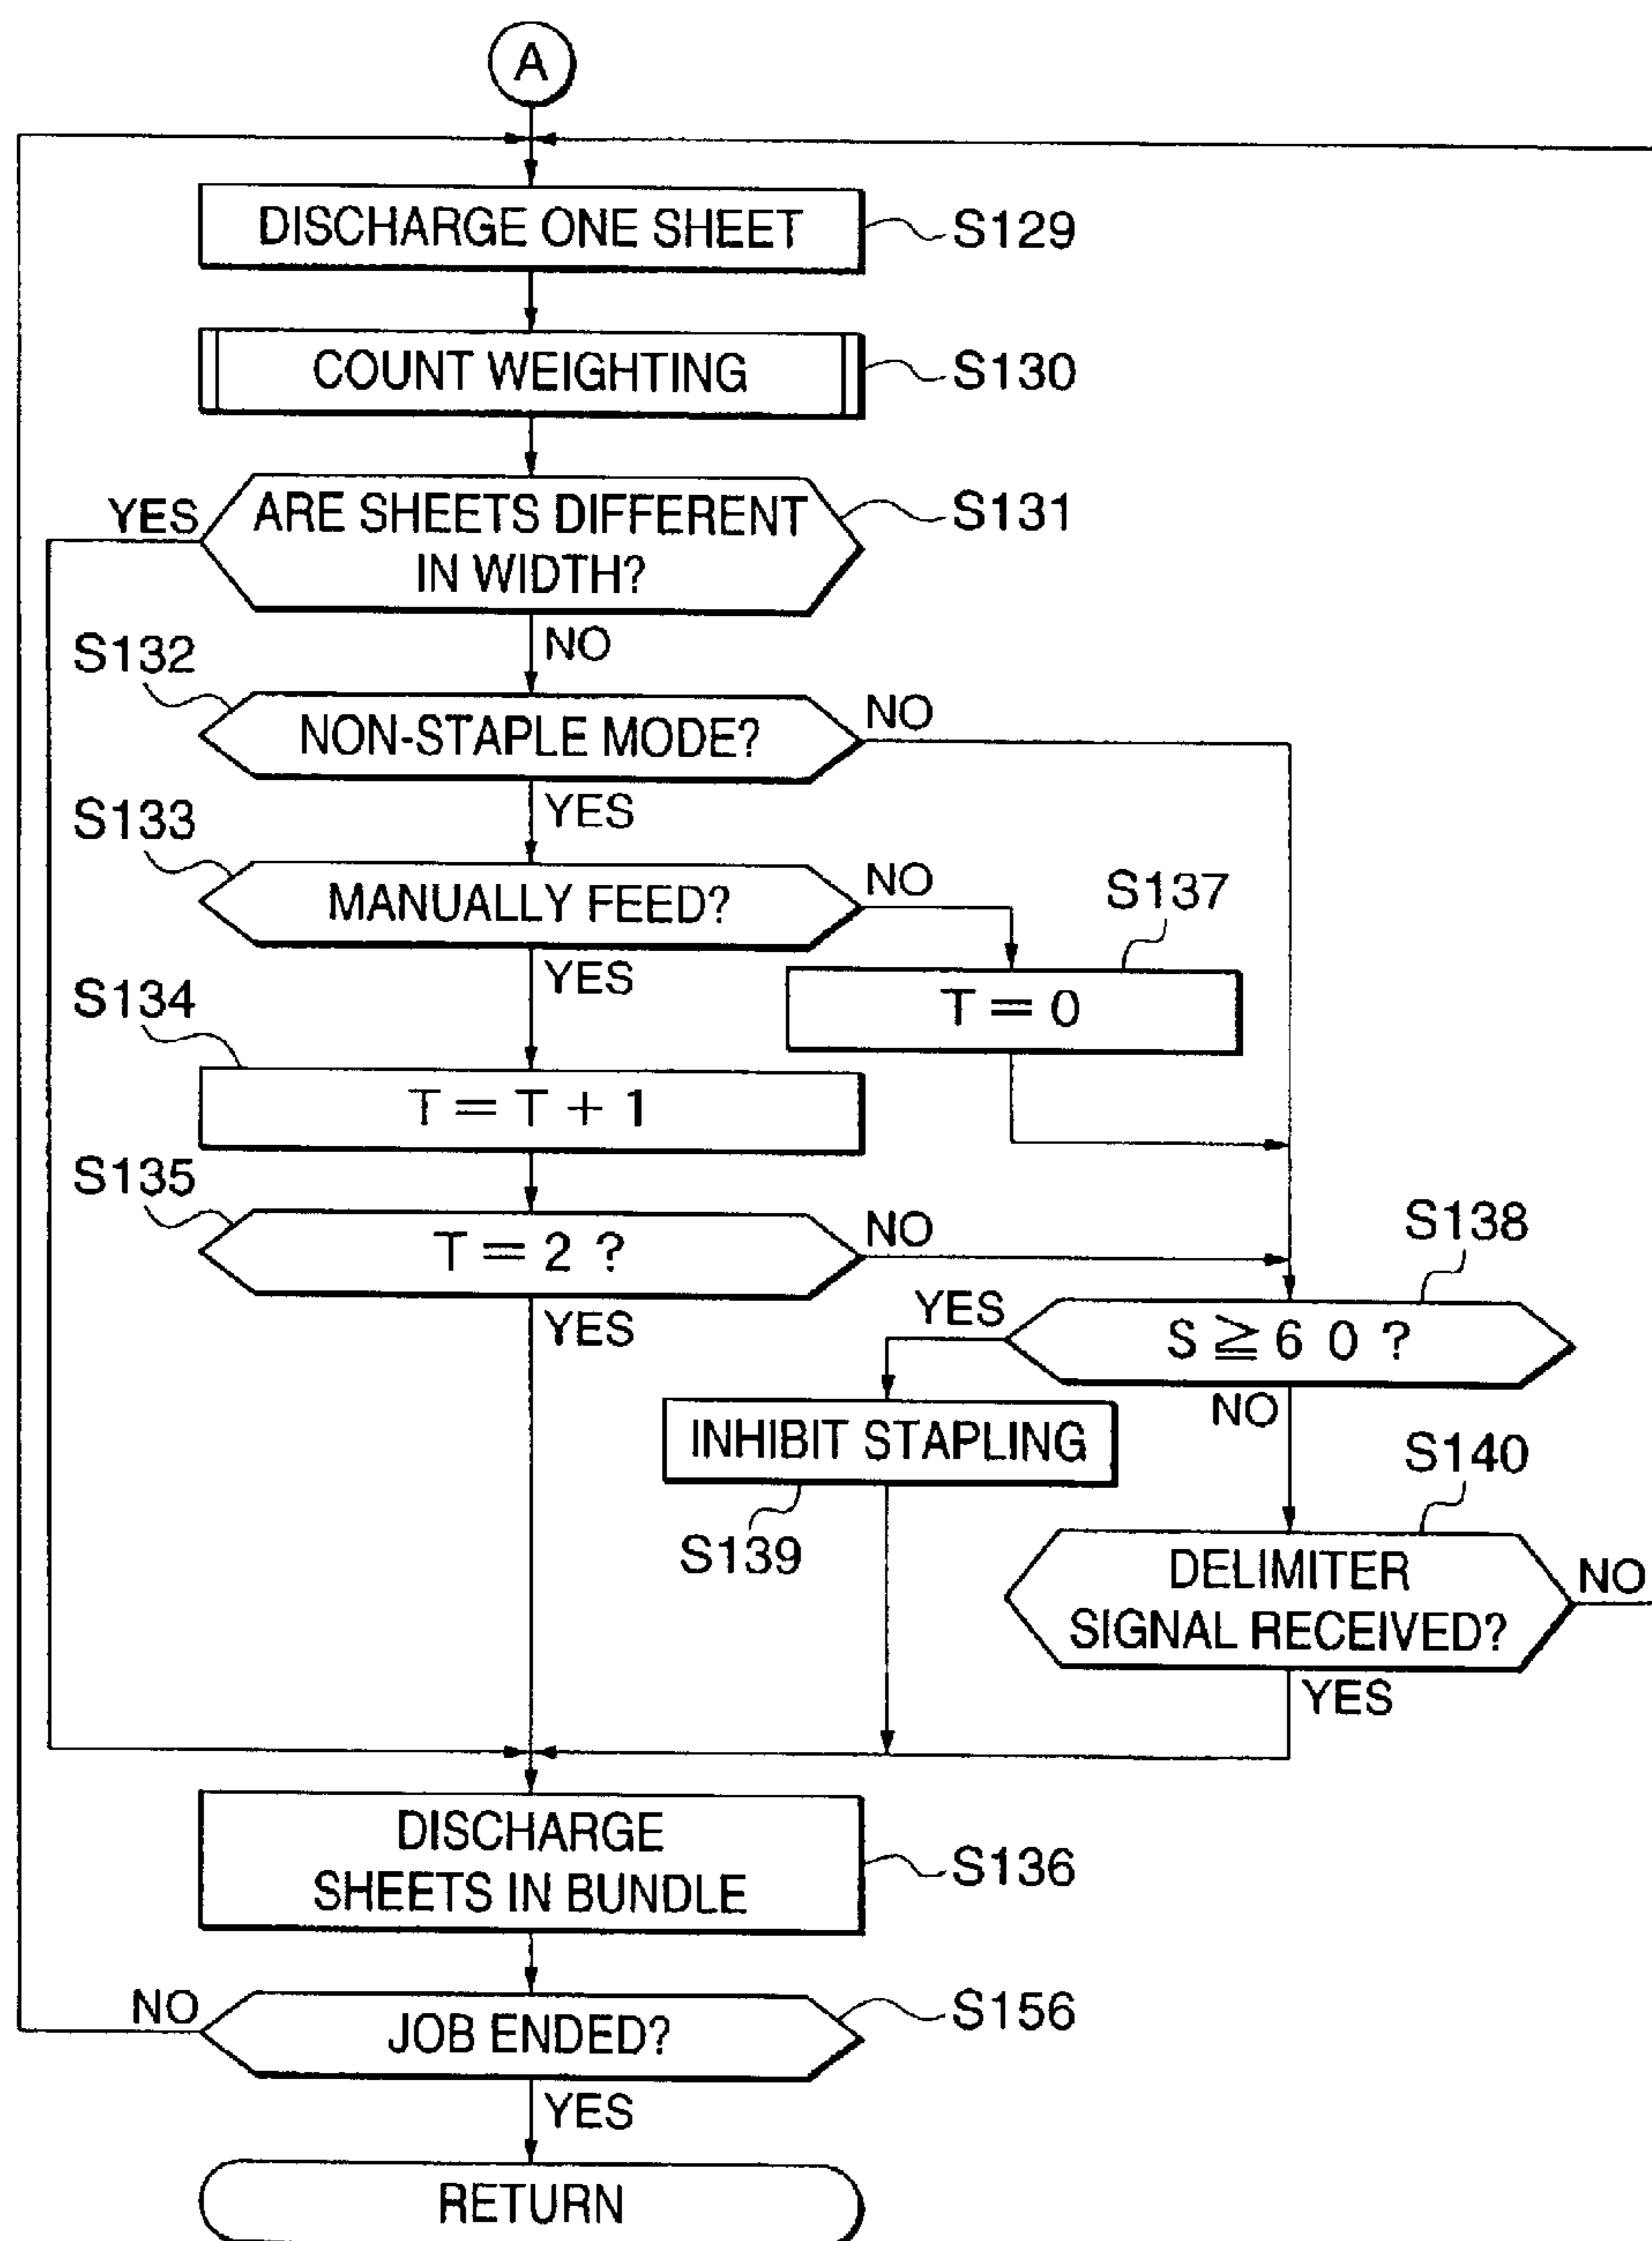 A
DISCHARGE ONE SHEET
S129
COUNT WEIGHTING
S130
YES
ARE SHEETS DIFFERENT
IN WIDTH?
S131
NO
S132
NON-STAPLE MODE?
NO
YES
S133
MANUALLY FEED?
NO
S137
YES
T = 0
S134
T = T + 1
S135
T = 2 ?
NO
S138
YES
YES
S ≧ 6 0 ?
NO
INHIBIT STAPLING
S140
S139
DELIMITER
SIGNAL RECEIVED?
NO
YES
DISCHARGE
SHEETS IN BUNDLE
S136
NO
JOB ENDED?
S156
YES
RETURN